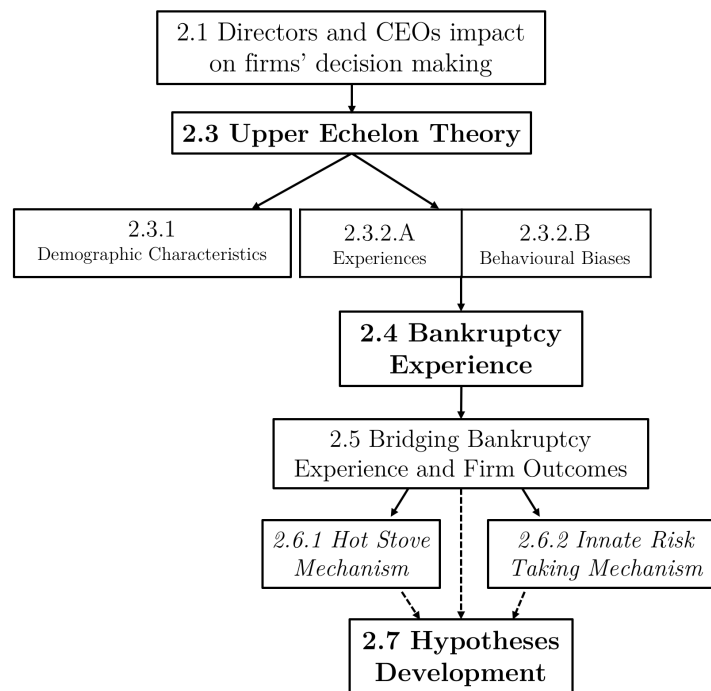 2.1 Directors and CEOs impact
on firms' decision making
2.3 Upper Echelon Theory
2.3.1
Demographic Characteristics
2.3.2.A
Experiences
2.3.2.B
Behavioural Biases
2.4 Bankruptcy
Experience
2.5 Bridging Bankruptcy
Experience and Firm Outcomes
2.6.1 Hot Stove
Mechanism
2.6.2 Innate Risk
Taking Mechanism
2.7 Hypotheses
Development